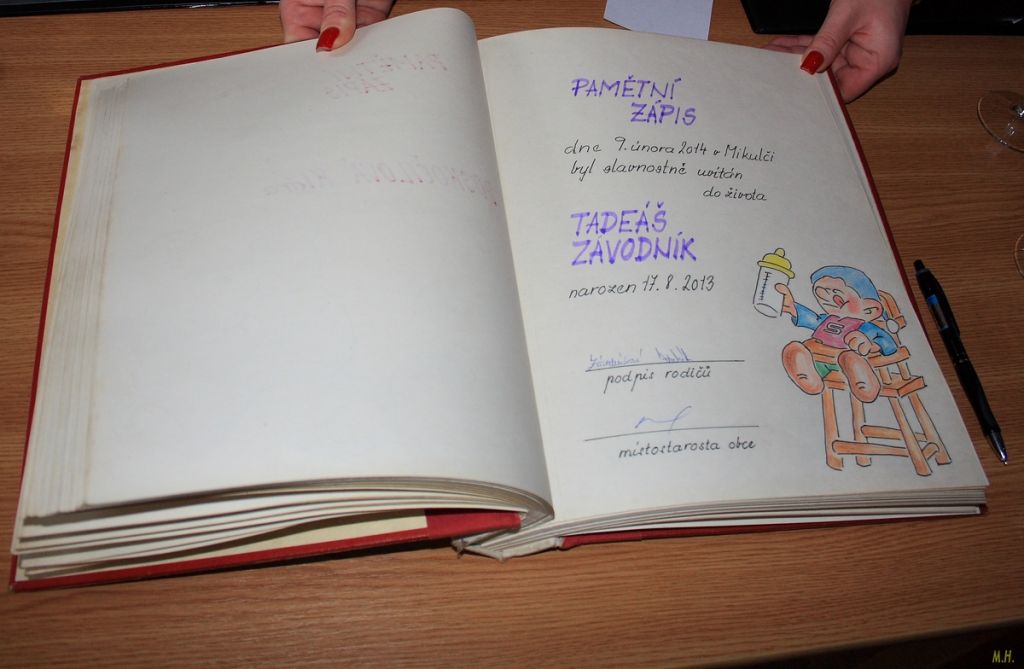 PAMĚTNÍ
ZÁPIS
dne 9. února 2014 v Mikulči
byl slavnostně uvítán
do života
TADEÁŠ
ZÁVODNÍK
narozen 17. 8. 2013
podpis rodičů
místostarosta obce
S
M.H.